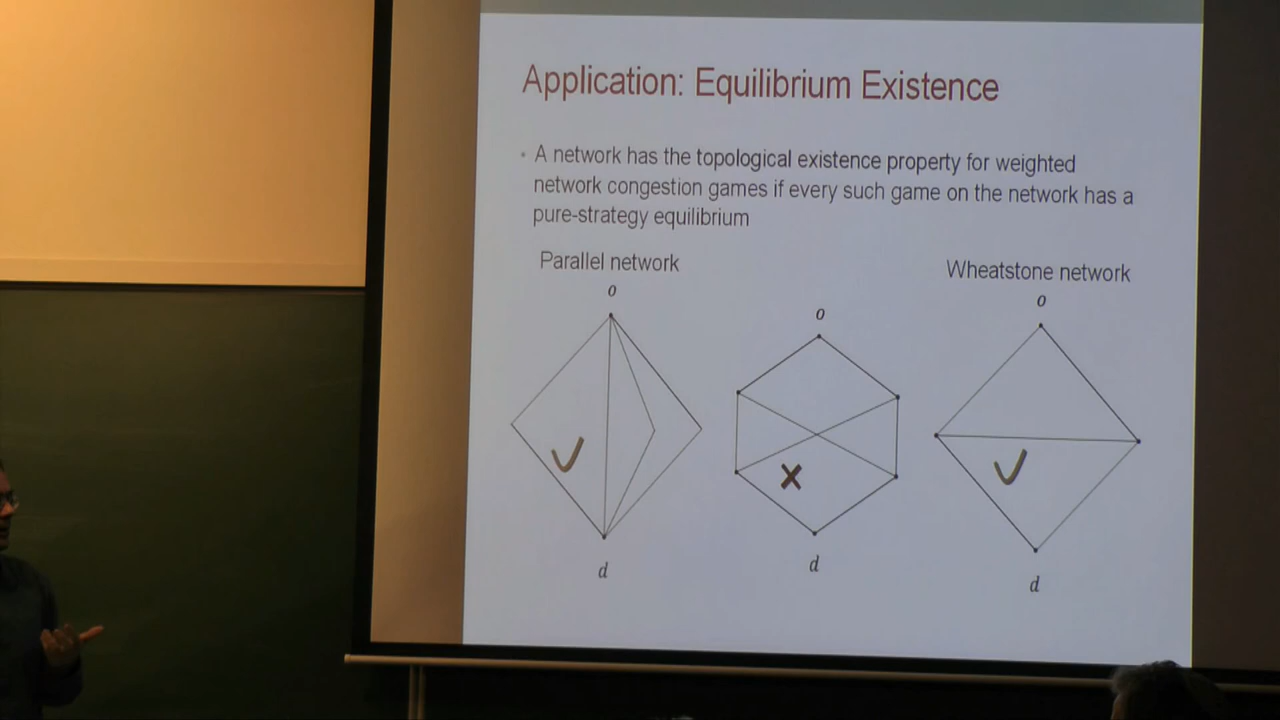 Application: Equilibrium Existence
• A network has the topological existence property for weighted
network congestion games if every such game on the network has a
pure-strategy equilibrium
Parallel network
Wheatstone network
o
o
o
d
d
d